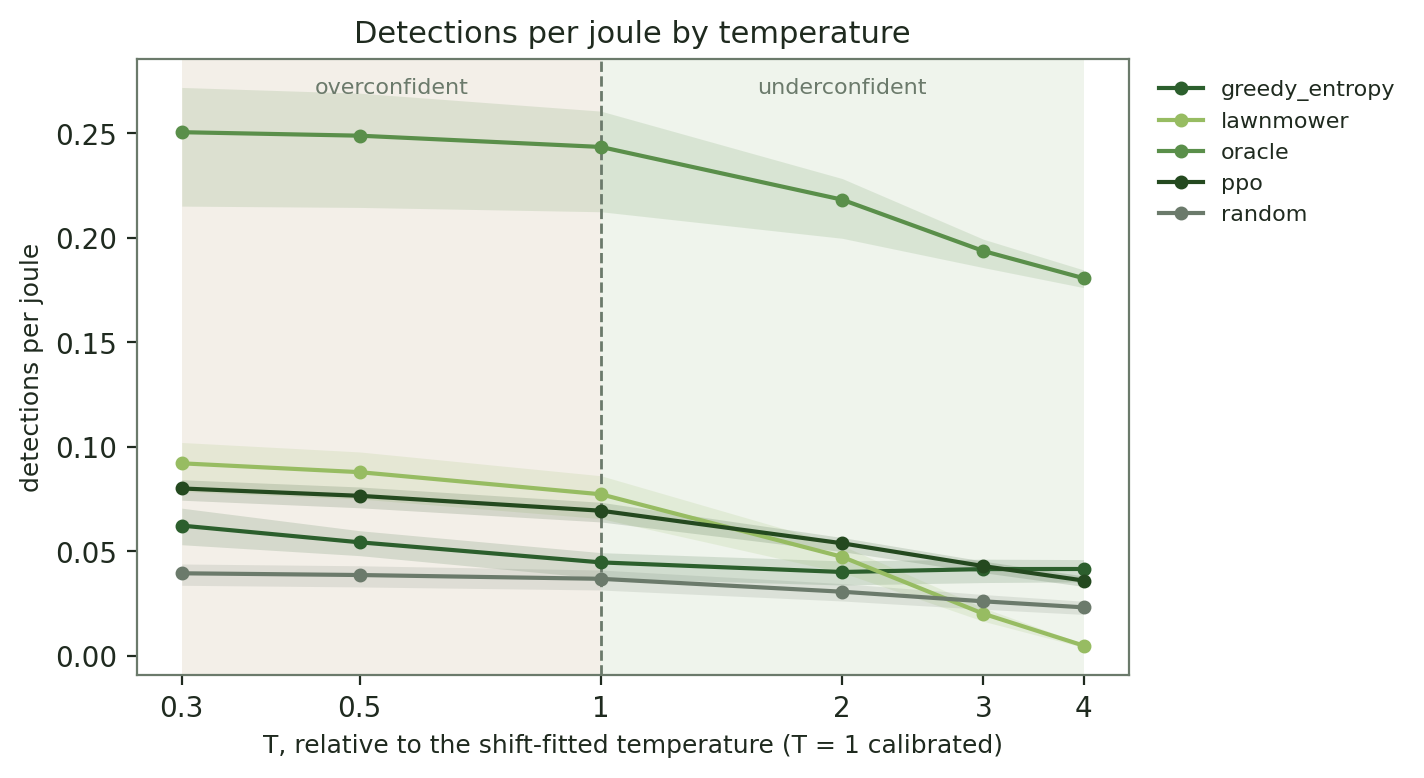 Detections per joule by temperature
overconfident
underconfident
greedy_entropy
lawnmower
oracle
ppo
random
detections per joule
0.25
0.20
0.15
0.10
0.05
0.00
0.3 0.5 1 2 3 4
T, relative to the shift-fitted temperature (T = 1 calibrated)